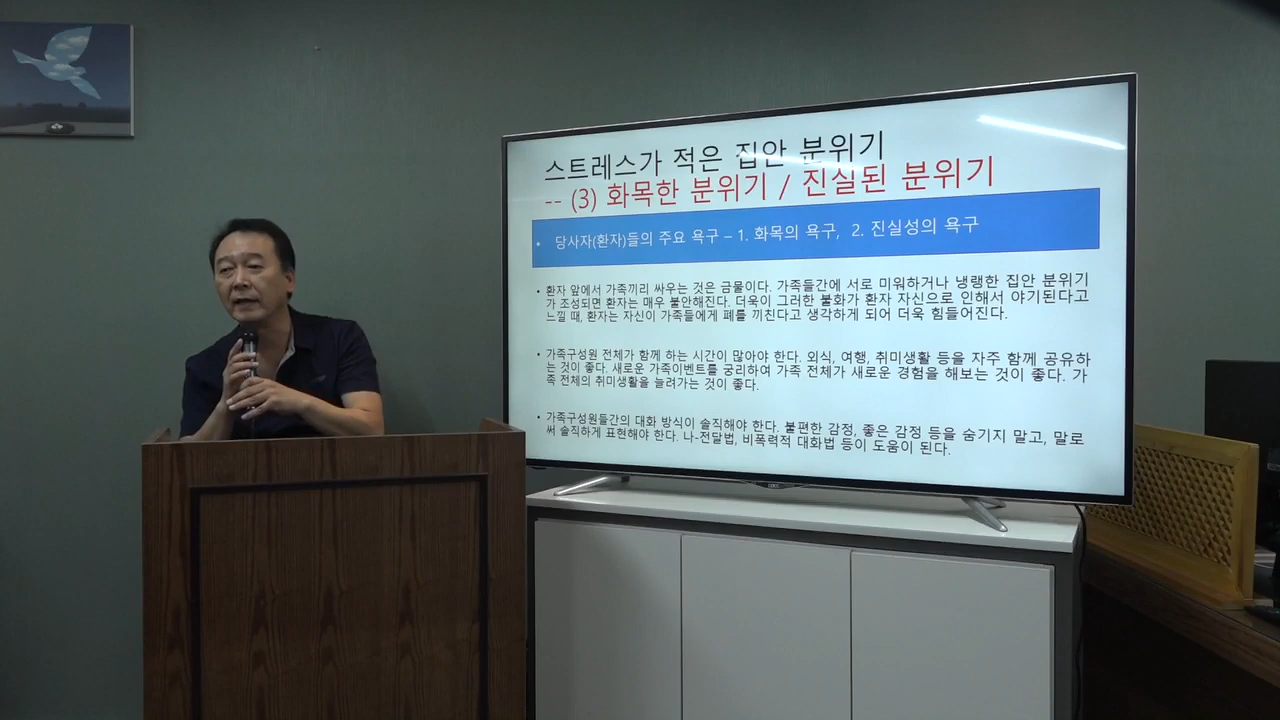 스트레스가 적은 집안 분위기
-- (3) 화목한 분위기 / 진실된 분위기
• 당사자(환자)들의 주요 욕구 – 1. 화목의 욕구, 2. 진실성의 욕구
• 환자 앞에서 가족끼리 싸우는 것은 금물이다. 가족들간에 서로 미워하거나 냉랭한 집안 분위기
가 조성되면 환자는 매우 불안해진다. 더욱이 그러한 불화가 환자 자신으로 인해서 야기된다고
느낄 때, 환자는 자신이 가족들에게 폐를 끼친다고 생각하게 되어 더욱 힘들어진다.
• 가족구성원 전체가 함께 하는 시간이 많아야 한다. 외식, 여행, 취미생활 등을 자주 함께 공유하
는 것이 좋다. 새로운 가족이벤트를 궁리하여 가족 전체가 새로운 경험을 해보는 것이 좋다. 가
족 전체의 취미생활을 늘려가는 것이 좋다.
• 가족구성원들간의 대화 방식이 솔직해야 한다. 불편한 감정, 좋은 감정 등을 숨기지 말고, 말로
써 솔직하게 표현해야 한다. 나-전달법, 비폭력적 대화법 등이 도움이 된다.